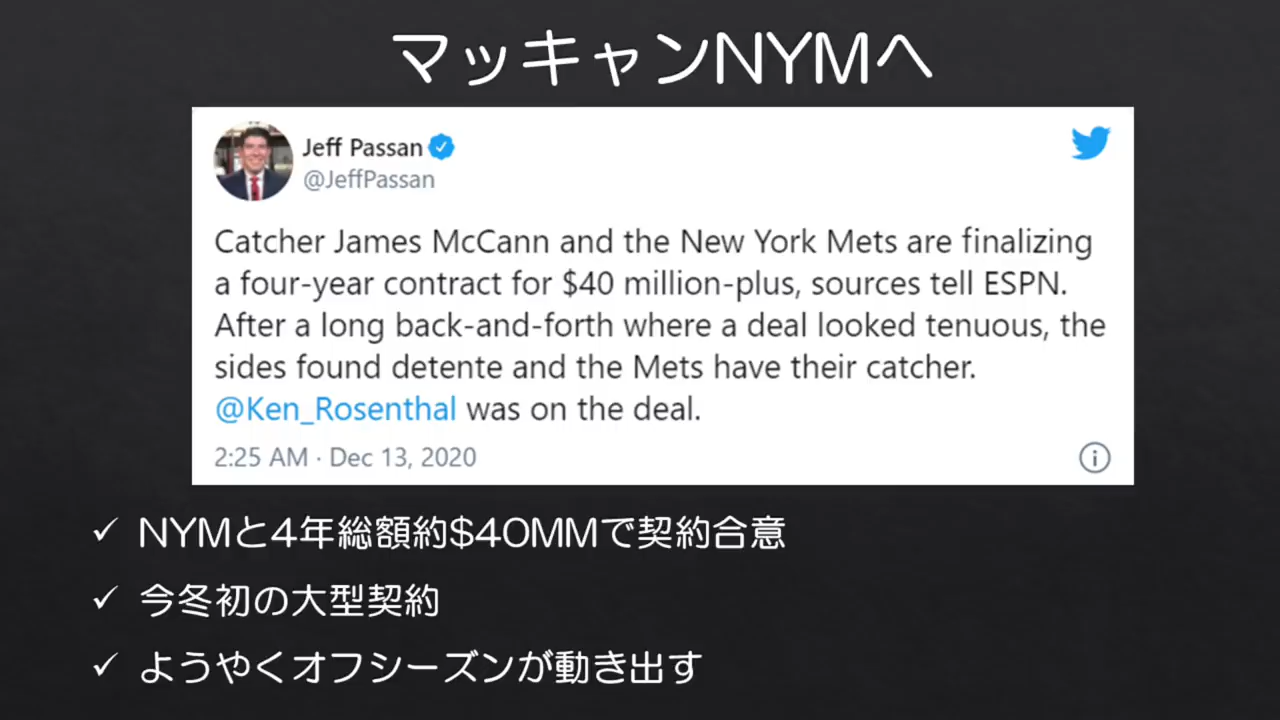 マッキャンNYMへ
Jeff Passan
@JeffPassan
Catcher James McCann and the New York Mets are finalizing
a four-year contract for $40 million-plus, sources tell ESPN.
After a long back-and-forth where a deal looked tenuous, the
sides found detente and the Mets have their catcher.
@Ken_Rosenthal was on the deal.
2:25 AM · Dec 13, 2020
✓ NYMと4年総額約$40MMで契約合意
✓ 今冬初の大型契約
✓ ようやくオフシーズンが動き出す